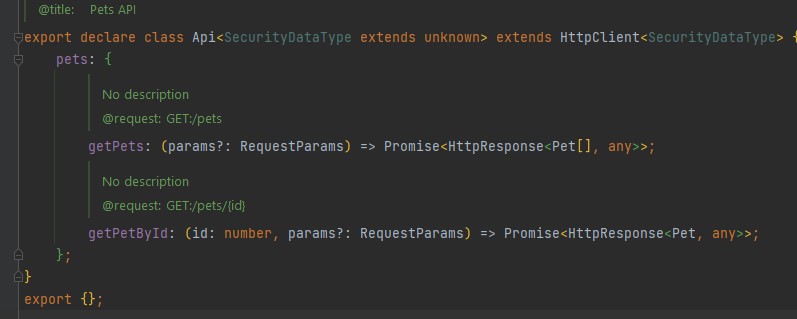 @title: Pets API
export declare class Api<SecurityDataType extends unknown> extends HttpClient<SecurityDataType> {
pets: {
No description
@request: GET:/pets
getPets: (params?: RequestParams) => Promise<HttpResponse<Pet[], any>>;
No description
@request: GET:/pets/{id}
getPetById: (id: number, params?: RequestParams) => Promise<HttpResponse<Pet, any>>;
};
}
export {};